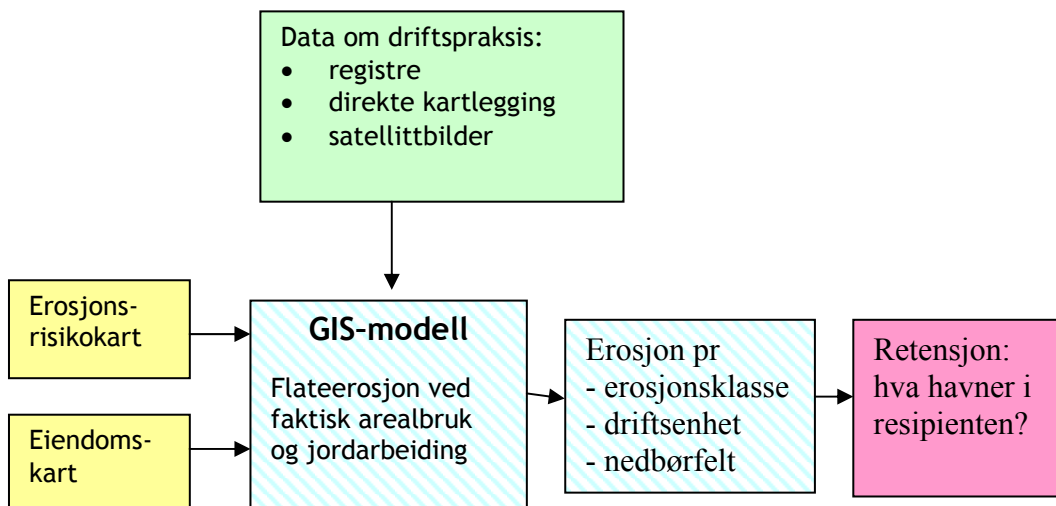 Data om driftspraksis:
• registre
• direkte kartlegging
• satellittbilder
Erosjons-
risikokart
Eiendoms-
kart
GIS-modell
Flateerosjon ved
faktisk arealbruk
og jordarbeiding
Erosjon pr
- erosjonsklasse
- driftsenhet
- nedbørfelt
Retensjon:
hva havner i
resipienten?